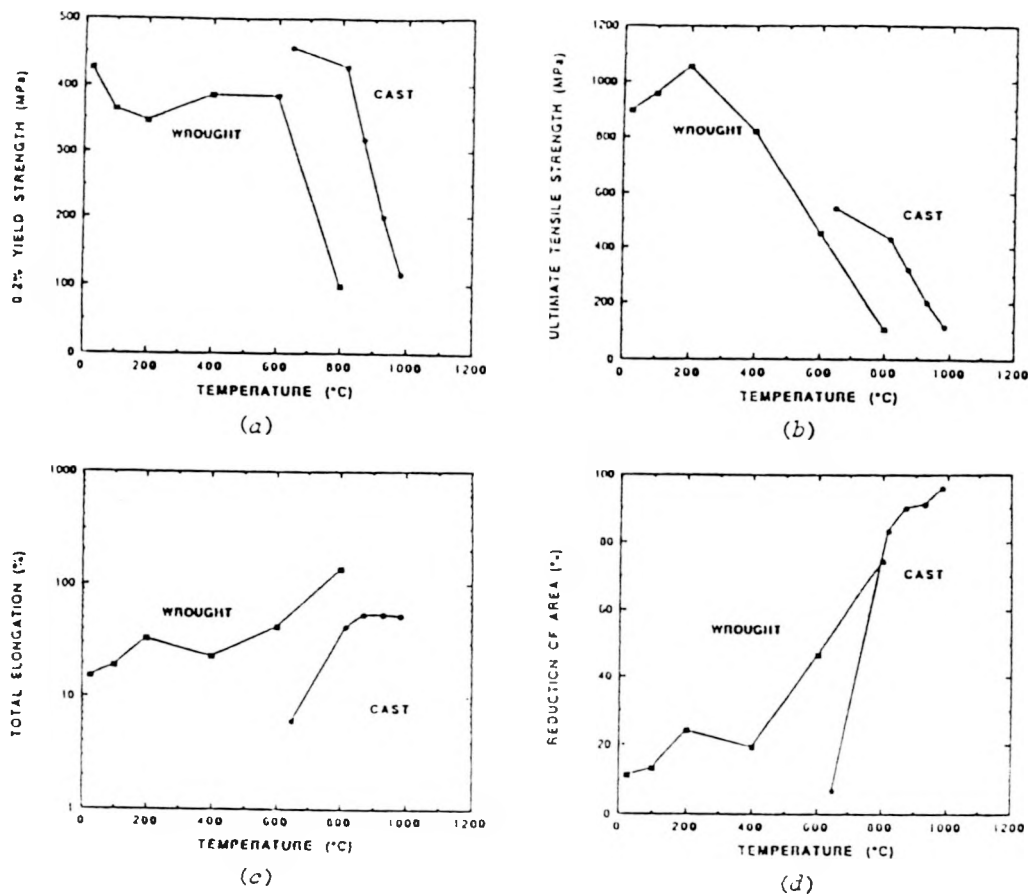 500
400
300
200
100
0
0 200 400 600 800 1000 1200
0.2% YIELD STRENGTH (MPa)
CAST
WROUGHT
TEMPERATURE (°C)
(a)
1200
1000
800
600
400
200
0
0 200 400 600 800 1000 1200
ULTIMATE TENSILE STRENGTH (MPa)
WROUGHT
CAST
TEMPERATURE (°C)
(b)
1000
100
10
1
0 200 400 600 800 1000 1200
TOTAL ELONGATION (%)
WROUGHT
CAST
TEMPERATURE (°C)
(c)
100
80
60
40
20
0
0 200 400 600 800 1000 1200
REDUCTION OF AREA (%)
CAST
WROUGHT
TEMPERATURE (°C)
(d)